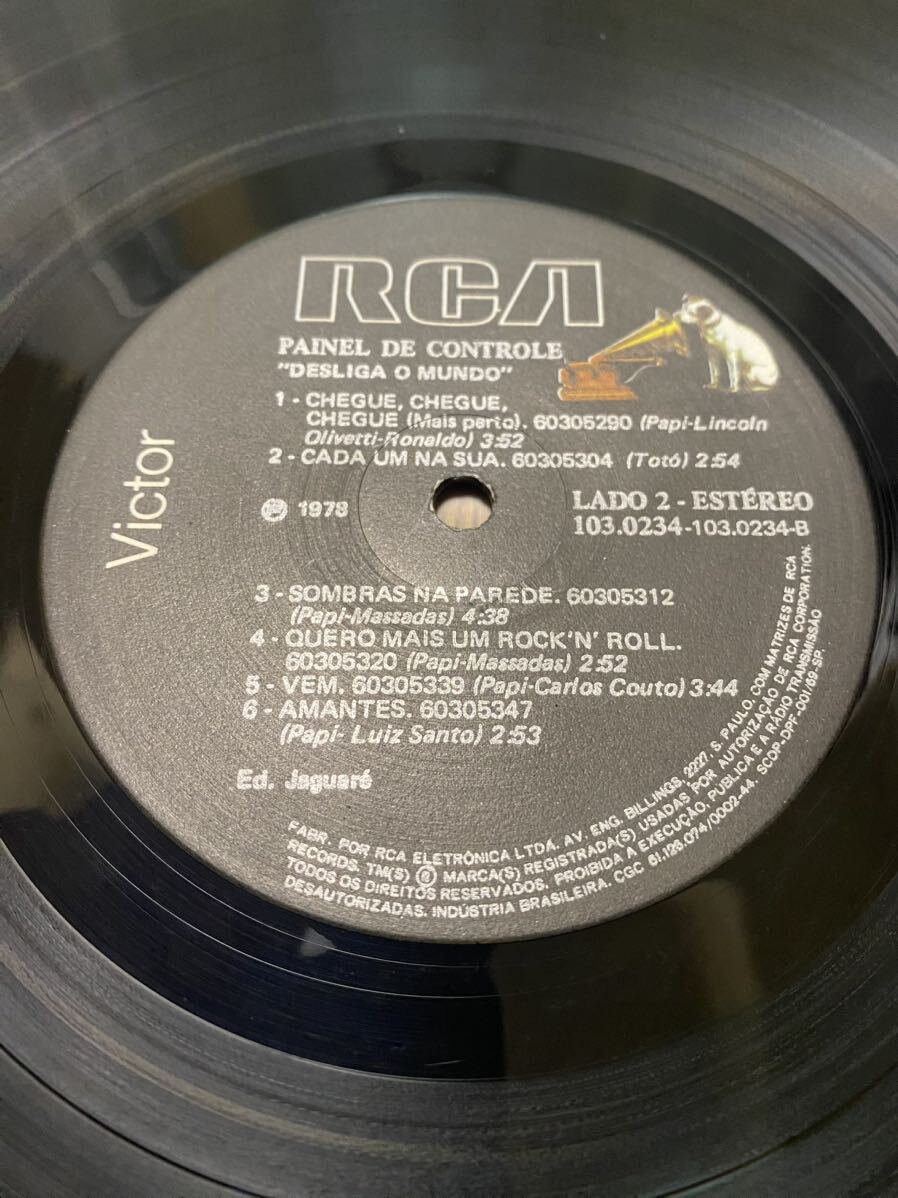 RCA
PAINEL DE CONTROLE
"DESLIGA O MUNDO"
1 - CHEGUE, CHEGUE,
CHEGUE (Mais perto). 60305290 (Papi-Lincoln
Olivetti-Ronaldo) 3:52
2 - CADA UM NA SUA. 60305304 (Totó) 2:54
Victor
℗ 1978
LADO 2 - ESTÉREO
103.0234-103.0234-B
3 - SOMBRAS NA PAREDE. 60305312
(Papi-Massadas) 4:38
4 - QUERO MAIS UM ROCK'N' ROLL.
60305320 (Papi-Massadas) 2:52
5 - VEM. 60305339 (Papi-Carlos Couto) 3:44
6 - AMANTES. 60305347
(Papi- Luiz Santo) 2:53
Ed. Jaguaré
FABR. POR RCA ELETRÔNICA LTDA. AV. ENG. BILLINGS, 2227. S. PAULO. COM MATRIZES DE RCA
RECORDS. TM(S) ® MARCA(S) REGISTRADA(S) USADAS POR AUTORIZAÇÃO DE RCA CORPORATION.
TODOS OS DIREITOS RESERVADOS. PROIBIDA A EXECUÇÃO, PÚBLICA E A RÁDIO TRANSMISSÃO
DESAUTORIZADAS. INDÚSTRIA BRASILEIRA. CGC 61.126.074/0002-44. SCDP-DPF-001/69-SP.